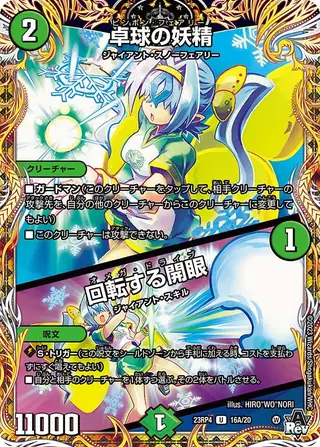 2
ピンポン・フェアリー
卓球の妖精
ジャイアント・スノーフェアリー
クリーチャー
■ガードマン(このクリーチャーをタップして、相手クリーチャーの
攻撃先を、自分の他のクリーチャーからこのクリーチャーに変更して
もよい)
■このクリーチャーは攻撃できない。
1
オメガドライブ
回転する開眼
ジャイアント・スキル
呪文
■S・トリガー(この呪文をシールドゾーンから手札に加える時、コストを支払わ
ずにすぐ唱えてもよい)
■自分と相手のクリーチャーを1体ずつ選ぶ。その2体をバトルさせる。
illus. HIRO"WO"NORI
11000
1
23RP4 U 16A/20 W
Rev